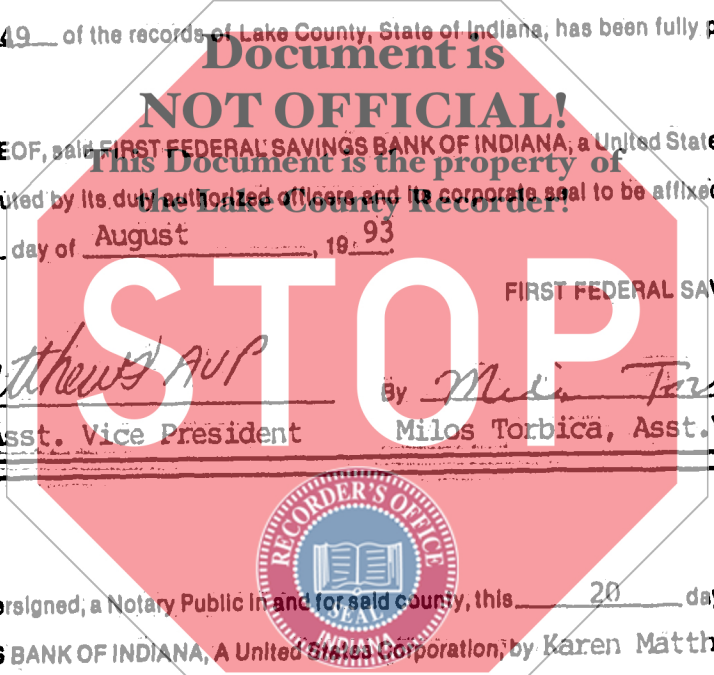 19 of the records of Lake County, State of Indiana, has been fully p
Document is
NOT OFFICIAL!
EOF, said FIRST FEDERAL SAVINGS BANK OF INDIANA, a United State
This Document is the property of
uted by its duly authorized officers and its corporate seal to be affixed
the Lake County Recorder!
day of August, 19 93.
STOP
FIRST FEDERAL SAV
tthews AVP
By Milos Tor
Asst. Vice President
Milos Torbica, Asst. V
RECORDER'S OFFICE
SEAL
INDIANA
ersigned, a Notary Public in and for said county, this 20 day
S BANK OF INDIANA, A United States Corporation, by Karen Matth